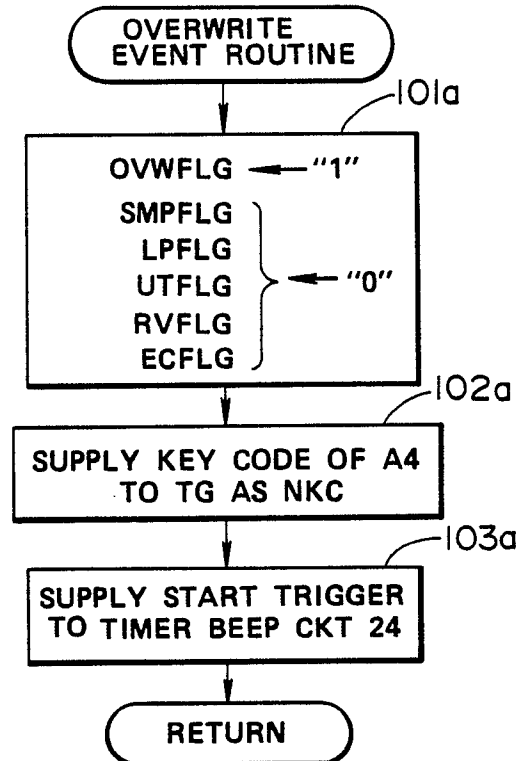 OVERWRITE
EVENT ROUTINE
101a
OVWFLG ← "1"
SMPFLG
LPFLG
UTFLG ← "0"
RVFLG
ECFLG
102a
SUPPLY KEY CODE OF A4
TO TG AS NKC
103a
SUPPLY START TRIGGER
TO TIMER BEEP CKT 24
RETURN